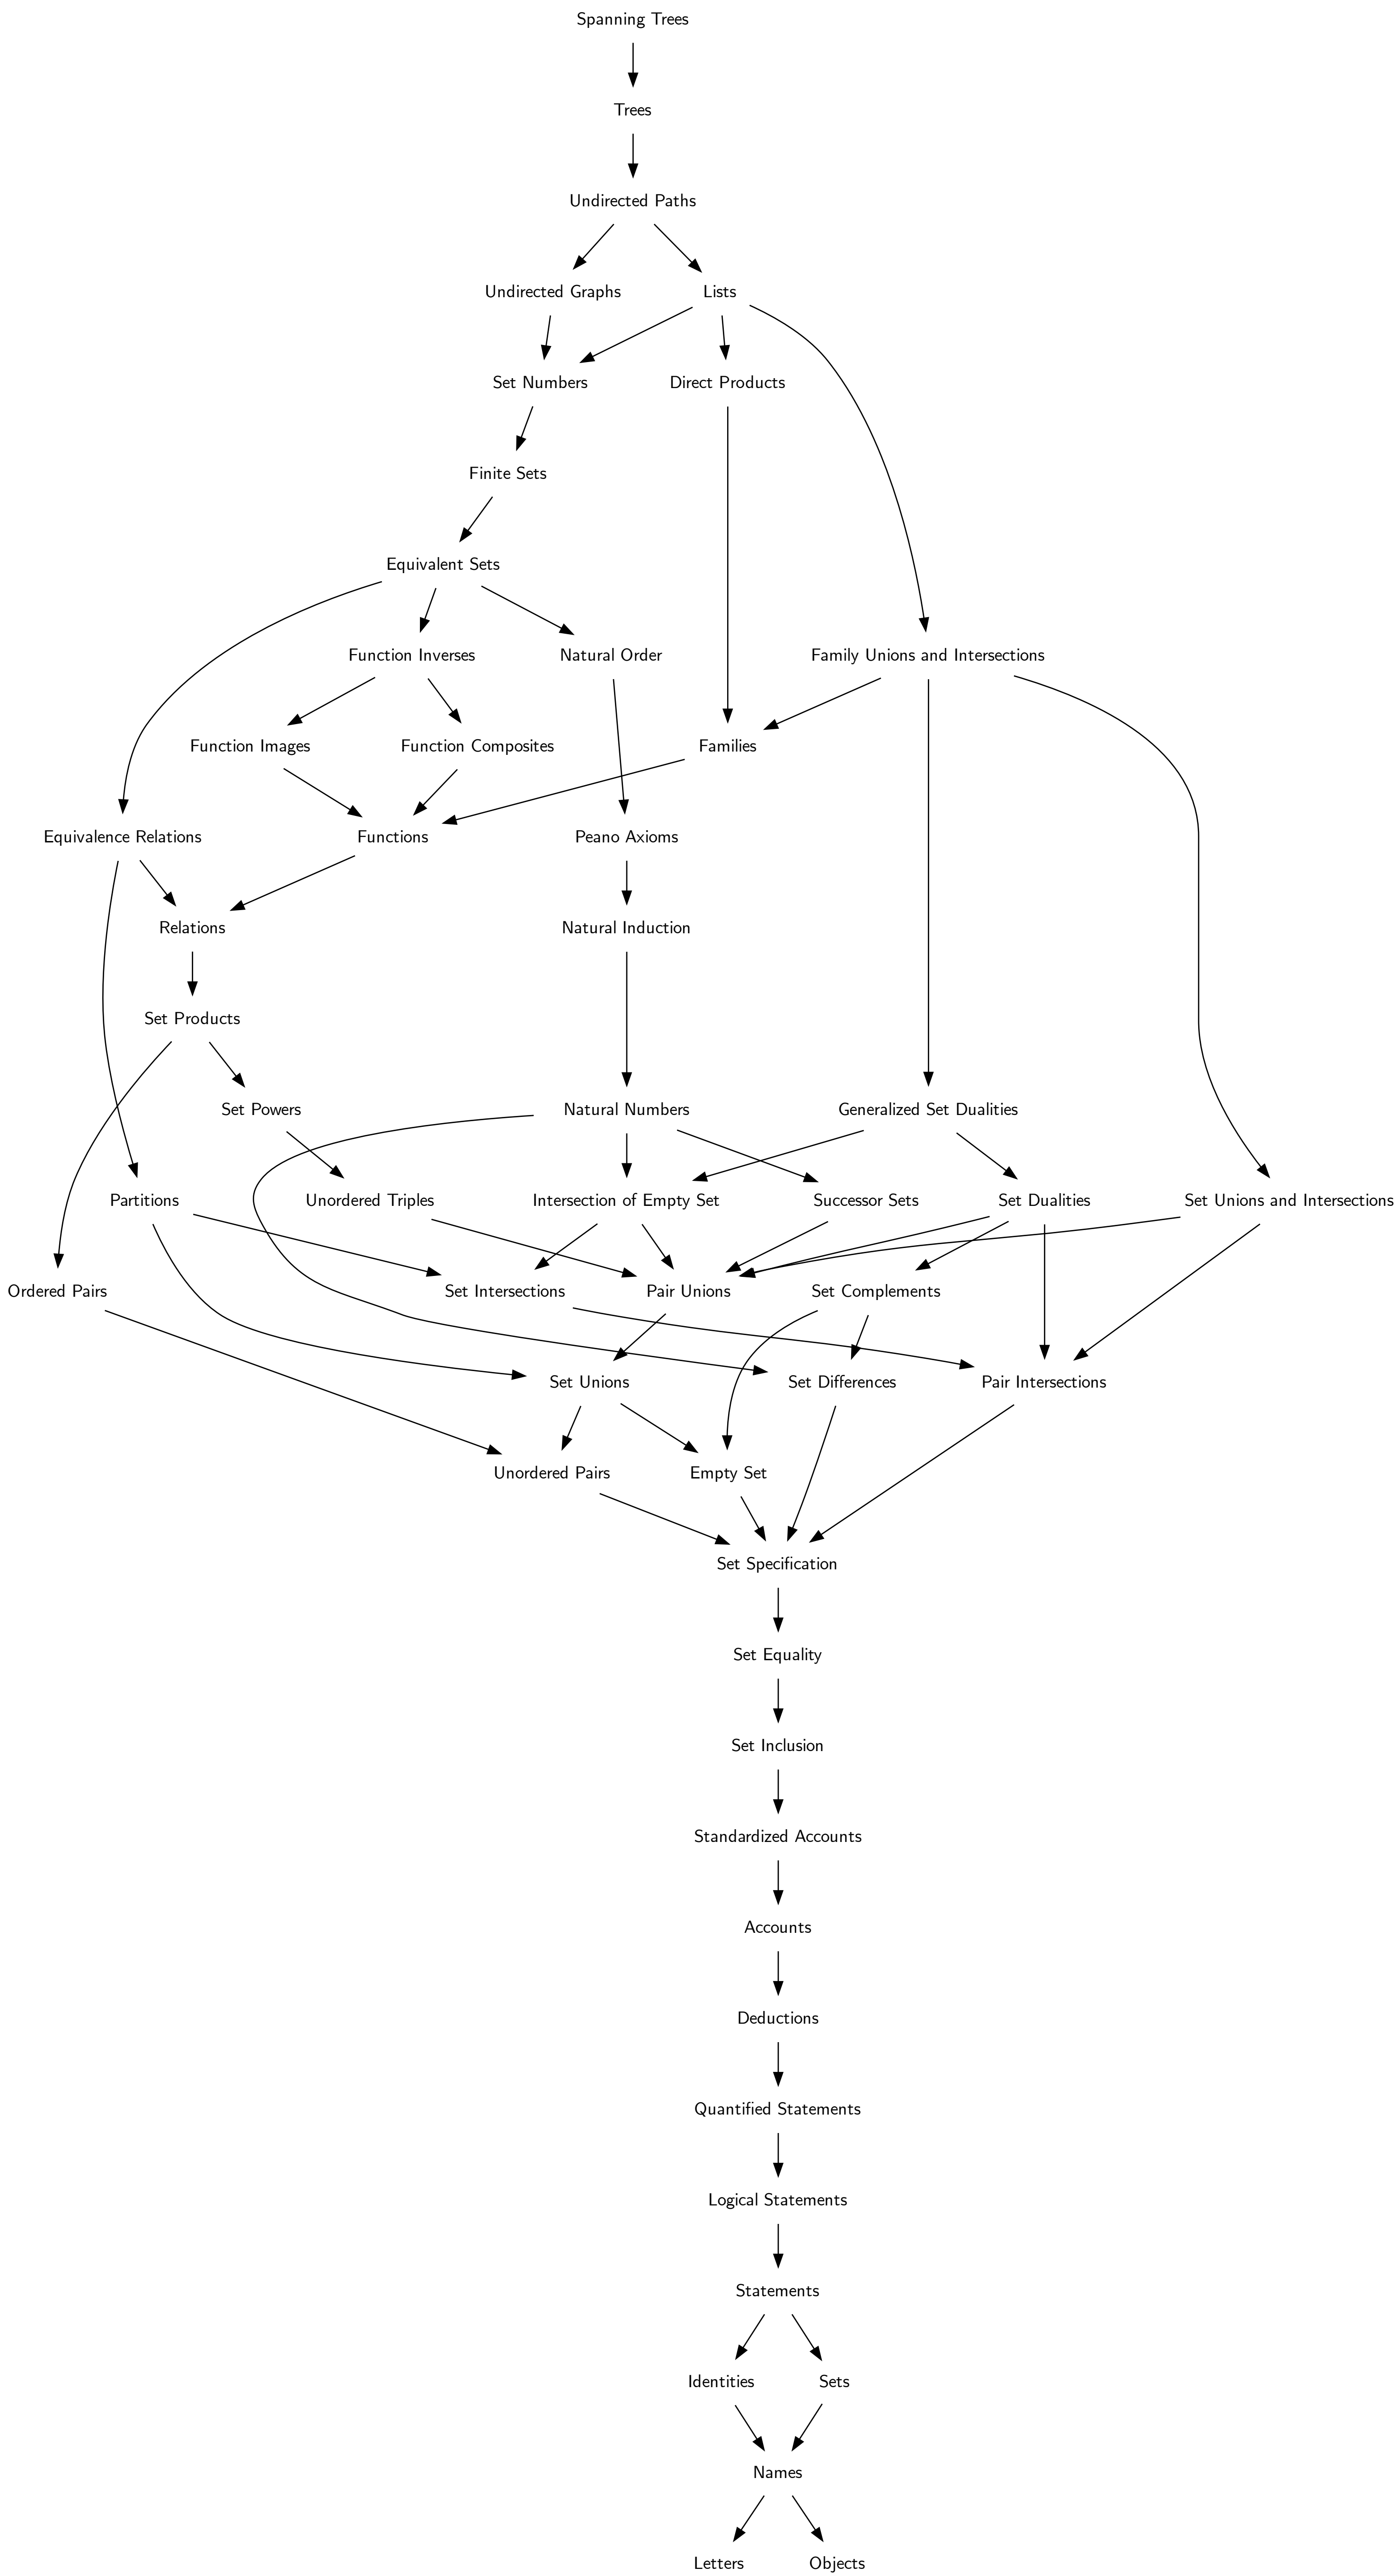 Spanning Trees
Trees
Undirected Paths
Undirected Graphs
Lists
Set Numbers
Direct Products
Finite Sets
Equivalent Sets
Function Inverses
Natural Order
Family Unions and Intersections
Function Images
Function Composites
Families
Equivalence Relations
Functions
Peano Axioms
Relations
Natural Induction
Set Products
Set Powers
Natural Numbers
Generalized Set Dualities
Partitions
Unordered Triples
Intersection of Empty Set
Successor Sets
Set Dualities
Set Unions and Intersections
Ordered Pairs
Set Intersections
Pair Unions
Set Complements
Set Unions
Set Differences
Pair Intersections
Unordered Pairs
Empty Set
Set Specification
Set Equality
Set Inclusion
Standardized Accounts
Accounts
Deductions
Quantified Statements
Logical Statements
Statements
Identities
Sets
Names
Letters
Objects